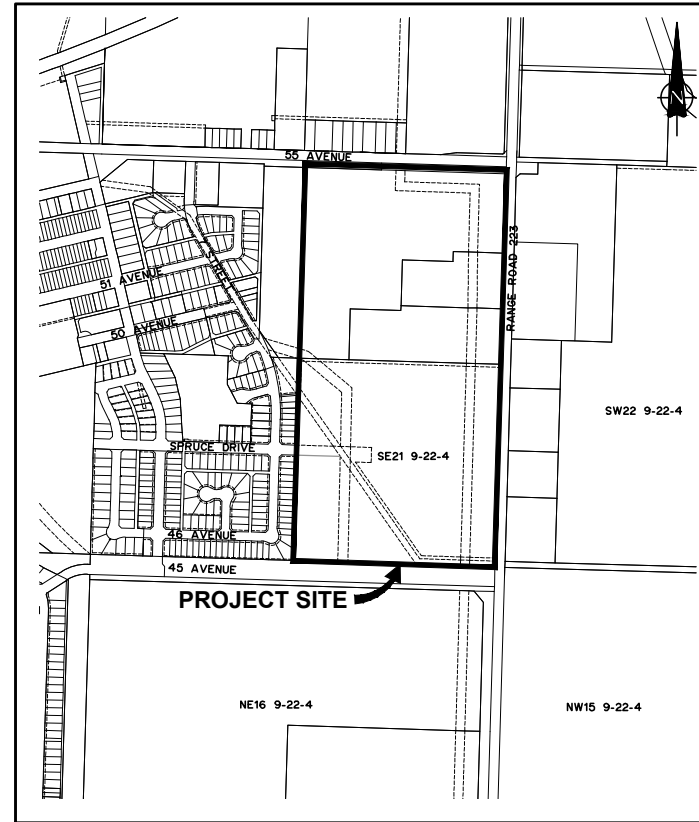 N
55 AVENUE
RANGE ROAD 223
STREET
51 AVENUE
50 AVENUE
SW22 9-22-4
SPRUCE DRIVE
SE21 9-22-4
46 AVENUE
45 AVENUE
PROJECT SITE
NE16 9-22-4
NW15 9-22-4